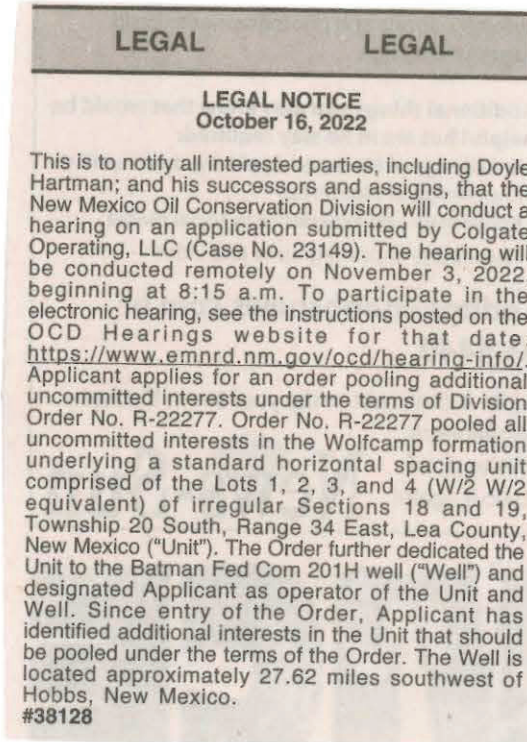 LEGAL LEGAL
LEGAL NOTICE
October 16, 2022
This is to notify all interested parties, including Doyle
Hartman; and his successors and assigns, that the
New Mexico Oil Conservation Division will conduct a
hearing on an application submitted by Colgate
Operating, LLC (Case No. 23149). The hearing will
be conducted remotely on November 3, 2022
beginning at 8:15 a.m. To participate in the
electronic hearing, see the instructions posted on the
OCD Hearings website for that date
https://www.emnrd.nm.gov/ocd/hearing-info/.
Applicant applies for an order pooling additional
uncommitted interests under the terms of Division
Order No. R-22277. Order No. R-22277 pooled all
uncommitted interests in the Wolfcamp formation
underlying a standard horizontal spacing unit
comprised of the Lots 1, 2, 3, and 4 (W/2 W/2
equivalent) of irregular Sections 18 and 19,
Township 20 South, Range 34 East, Lea County,
New Mexico ("Unit"). The Order further dedicated the
Unit to the Batman Fed Com 201H well ("Well") and
designated Applicant as operator of the Unit and
Well. Since entry of the Order, Applicant has
identified additional interests in the Unit that should
be pooled under the terms of the Order. The Well is
located approximately 27.62 miles southwest of
Hobbs, New Mexico.
#38128